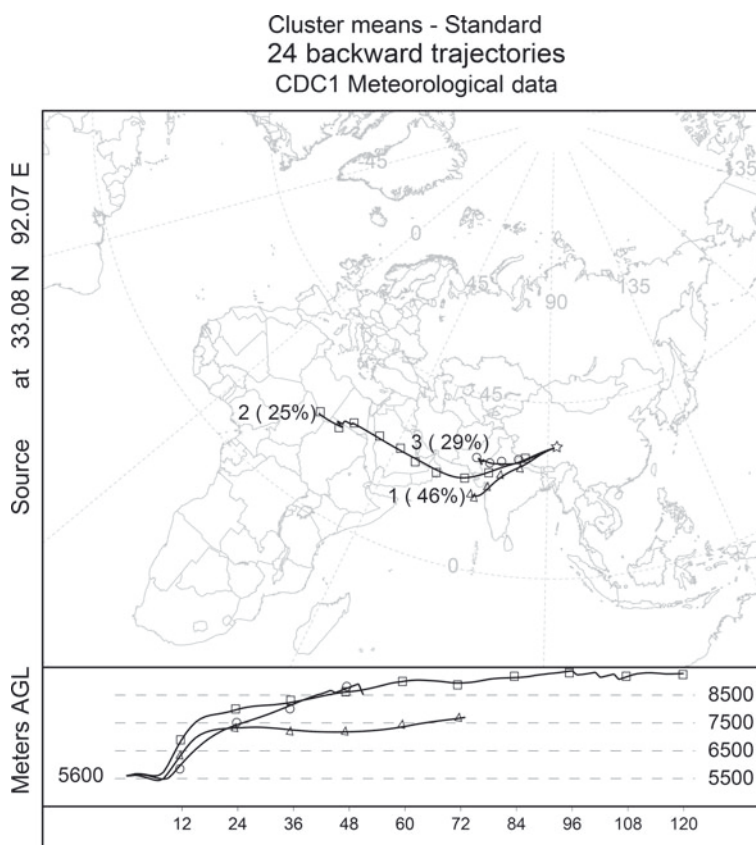 Cluster means - Standard
24 backward trajectories
CDC1 Meteorological data
Source at 33.08 N 92.07 E
45
135
0
45
135
90
45
2 ( 25%)
3 ( 29%)
1 ( 46%)
0
Meters AGL
8500
7500
6500
5600
5500
12 24 36 48 60 72 84 96 108 120